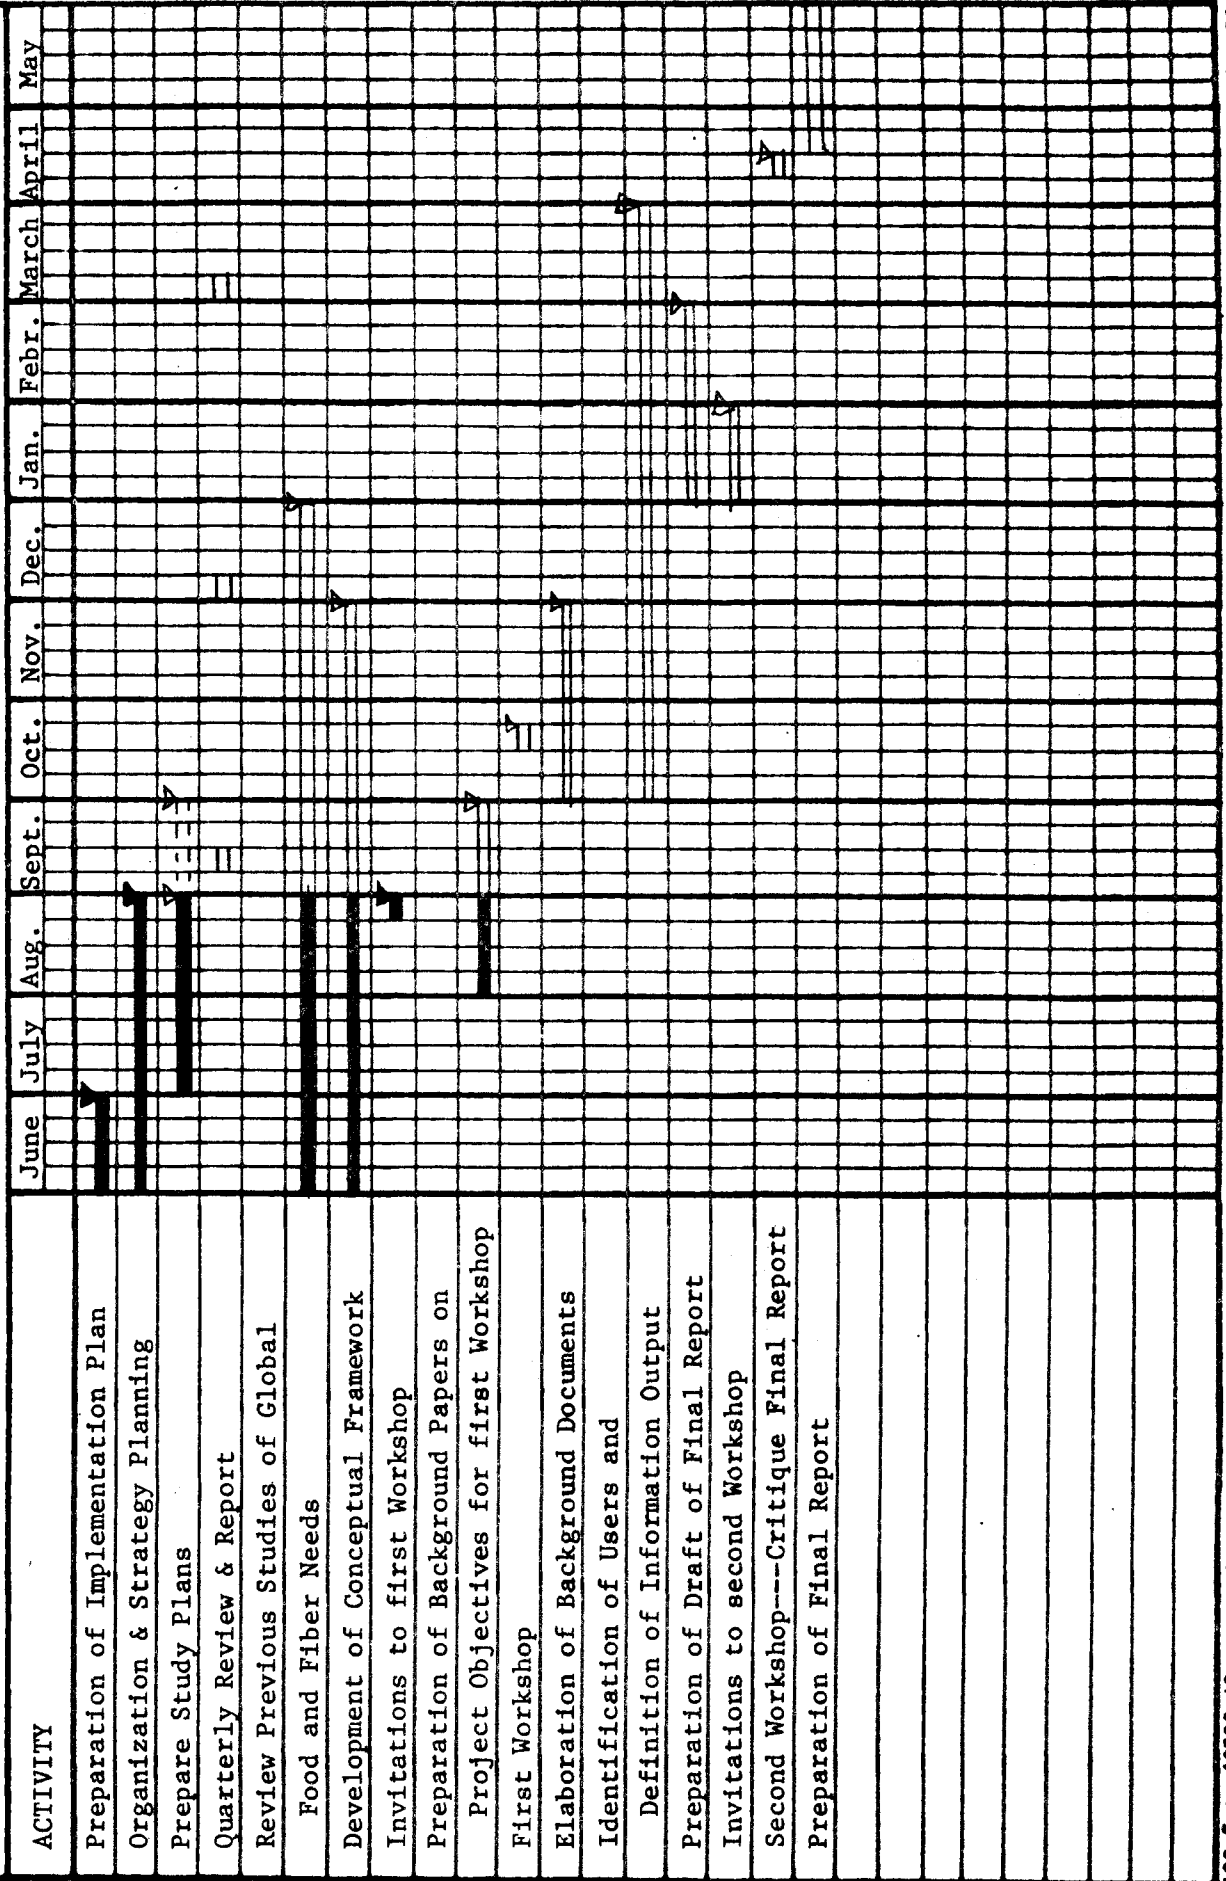 ACTIVITY
June July Aug. Sept. Oct. Nov. Dec. Jan. Febr. March April May
Preparation of Implementation Plan
Organization & Strategy Planning
Prepare Study Plans
Quarterly Review & Report
Review Previous Studies of Global
Food and Fiber Needs
Development of Conceptual Framework
Invitations to first Workshop
Preparation of Background Papers on
Project Objectives for first Workshop
First Workshop
Elaboration of Background Documents
Identification of Users and
Definition of Information Output
Preparation of Draft of Final Report
Invitations to second Workshop
Second Workshop---Critique Final Report
Preparation of Final Report